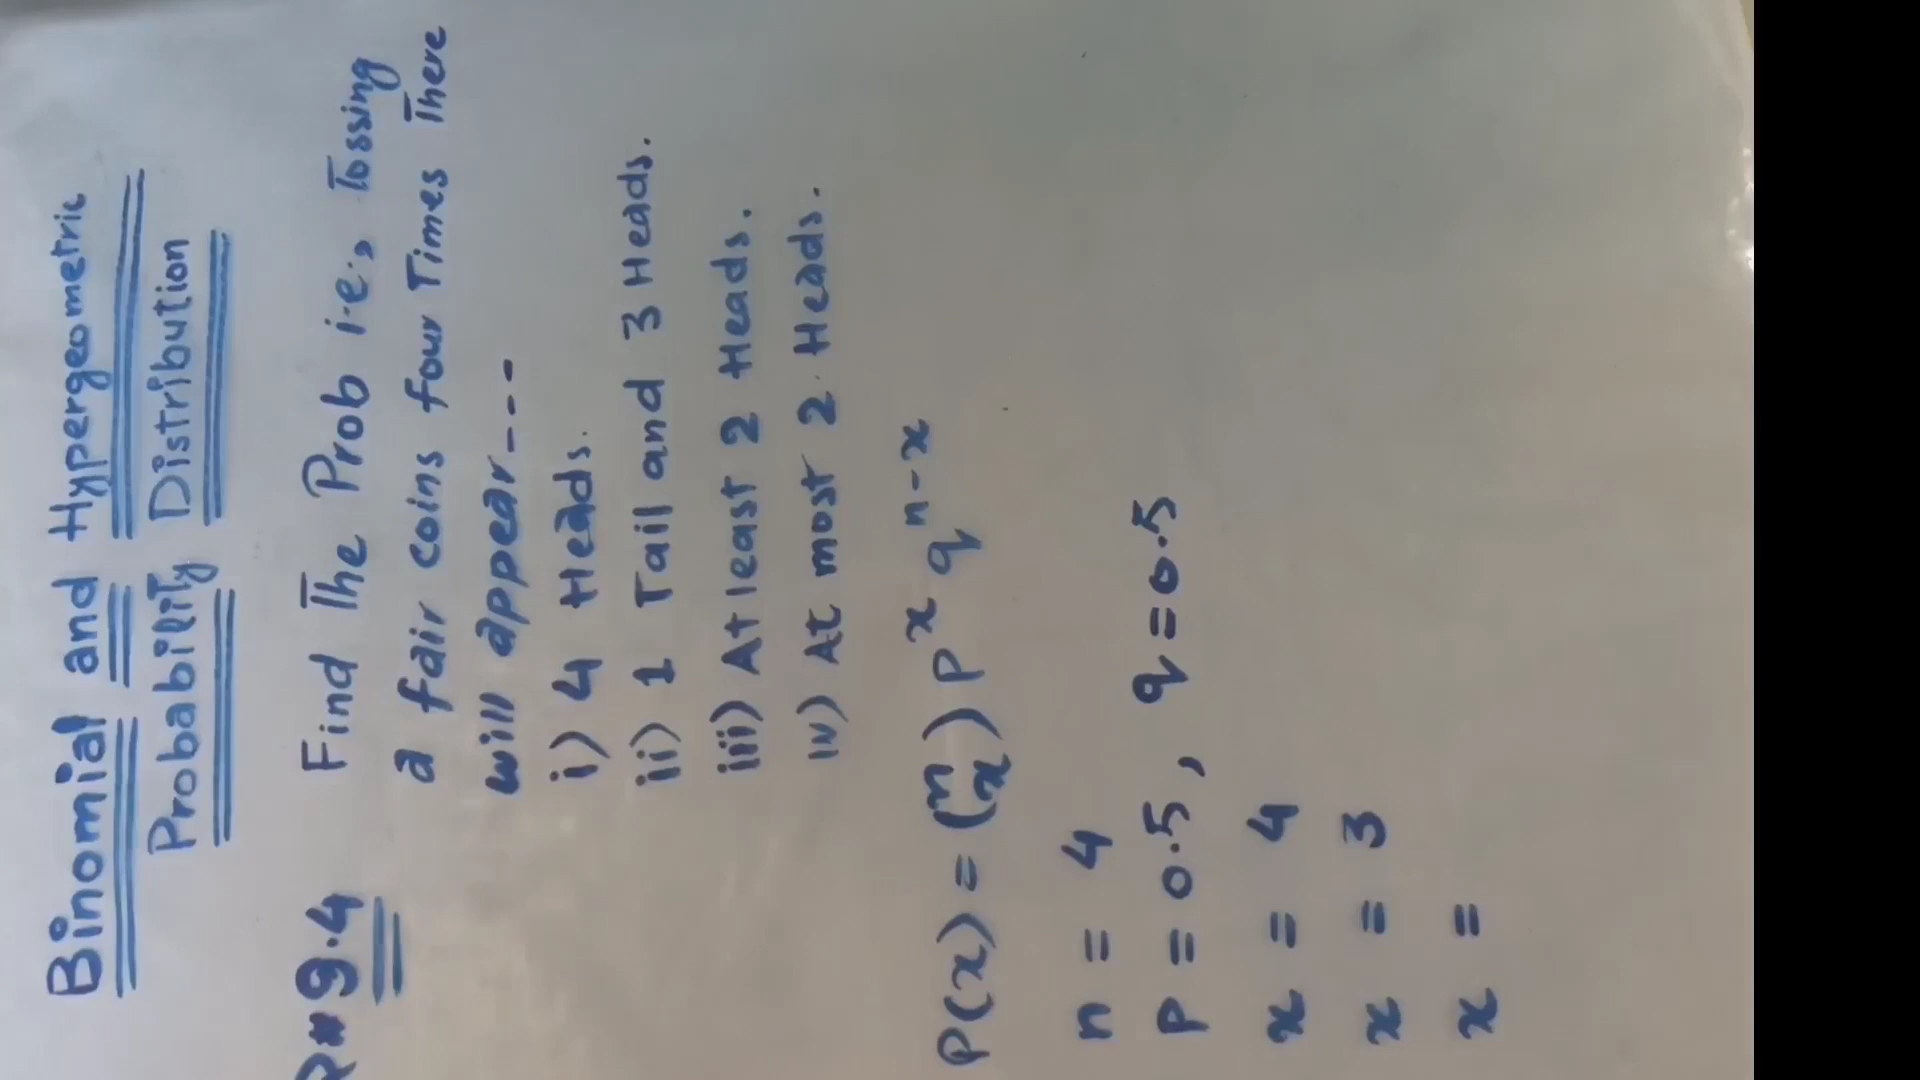 Binomial and Hypergeometric
Probability Distribution
Q#9.4 Find The Prob i.e., Tossing
a fair coins four Times There
will appear----
i) 4 Heads.
ii) 1 Tail and 3 Heads.
iii) At least 2 Heads.
iv) At most 2 Heads.
P(x) = (n x) p^x q^n-x
n = 4
P = 0.5, q = 0.5
x = 4
x = 3
x =